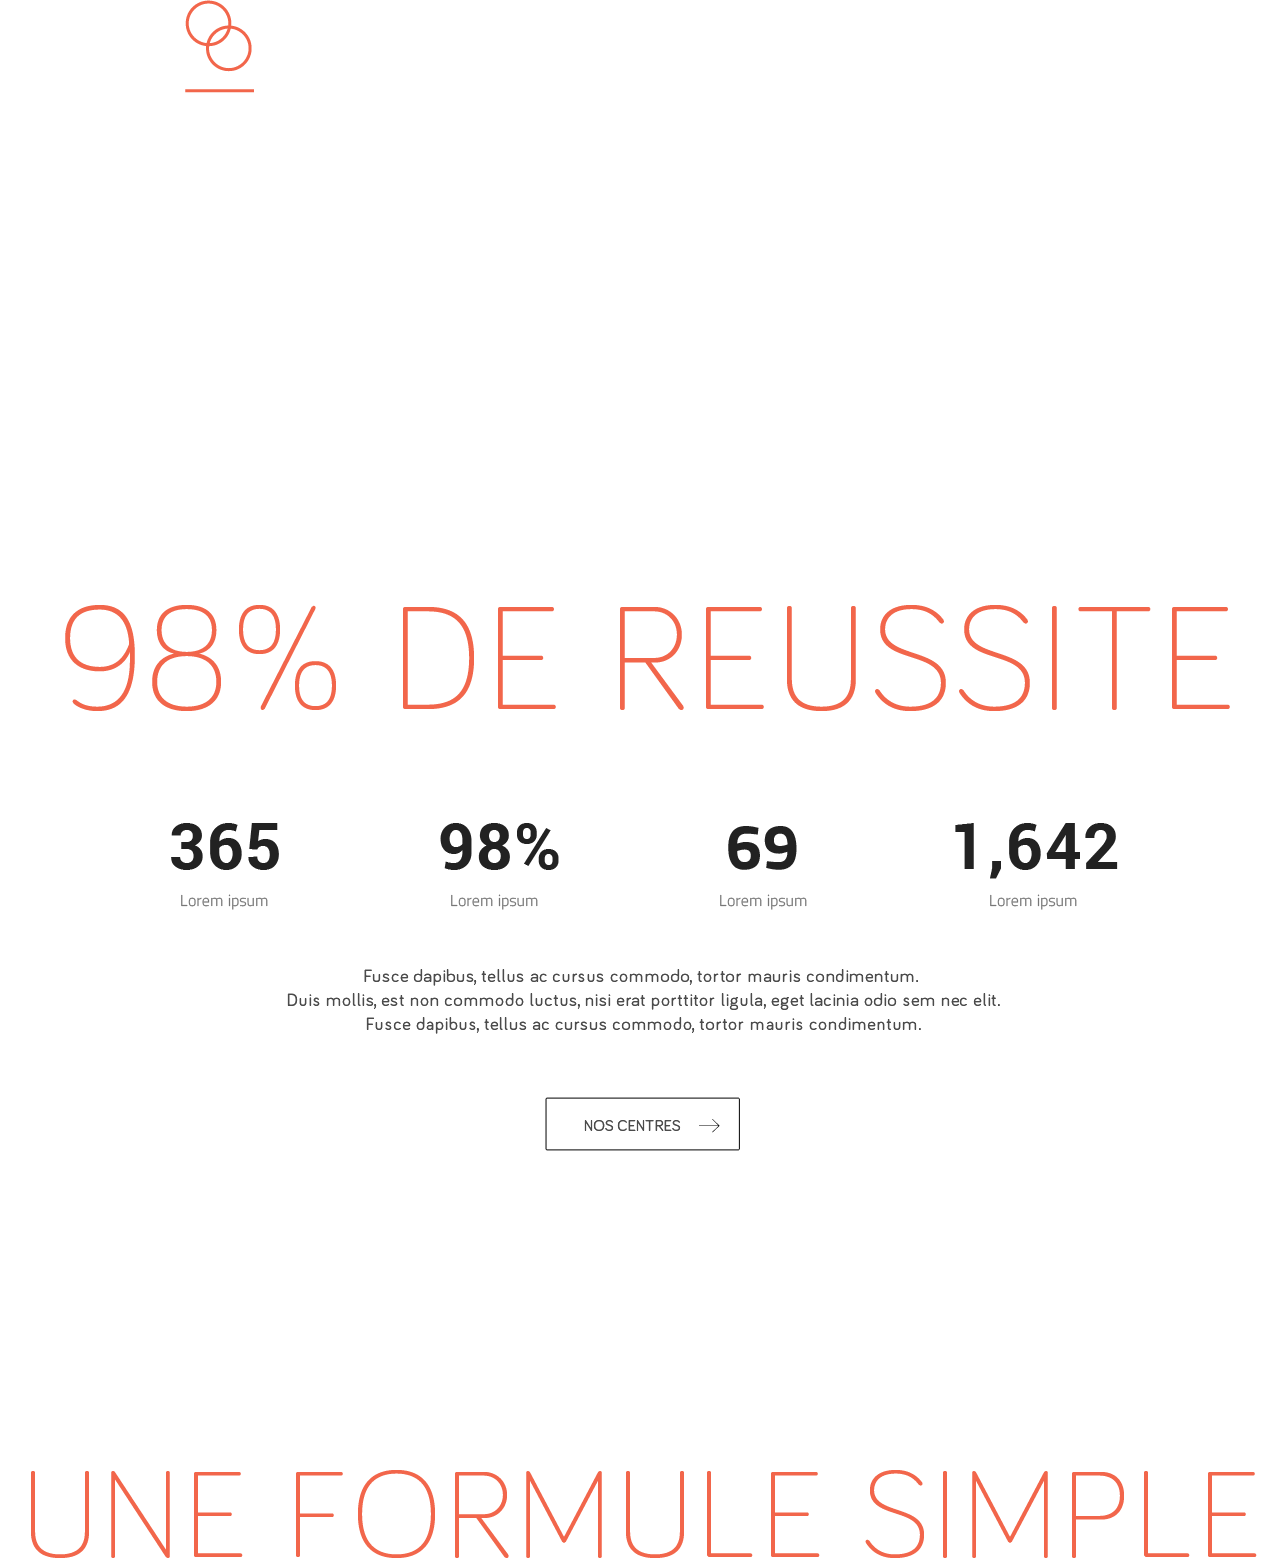 98% DE REUSSITE
365 98% 69 1,642
Lorem ipsum Lorem ipsum Lorem ipsum Lorem ipsum
Fusce dapibus, tellus ac cursus commodo, tortor mauris condimentum.
Duis mollis, est non commodo luctus, nisi erat porttitor ligula, eget lacinia odio sem nec elit.
Fusce dapibus, tellus ac cursus commodo, tortor mauris condimentum.
NOS CENTRES
UNE FORMULE SIMPLE